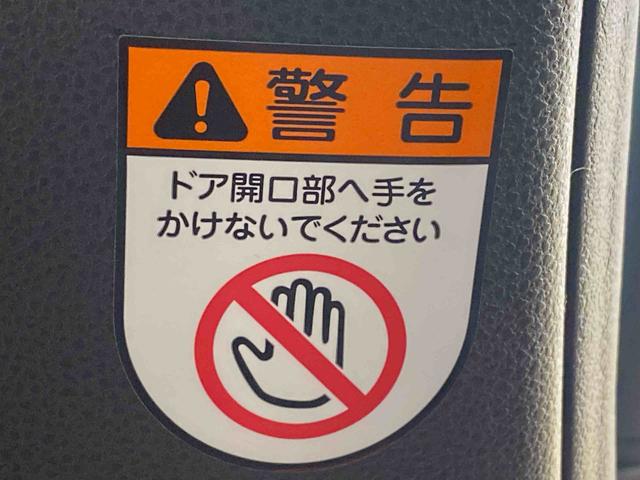 警告
ドア開口部へ手を
かけないでください